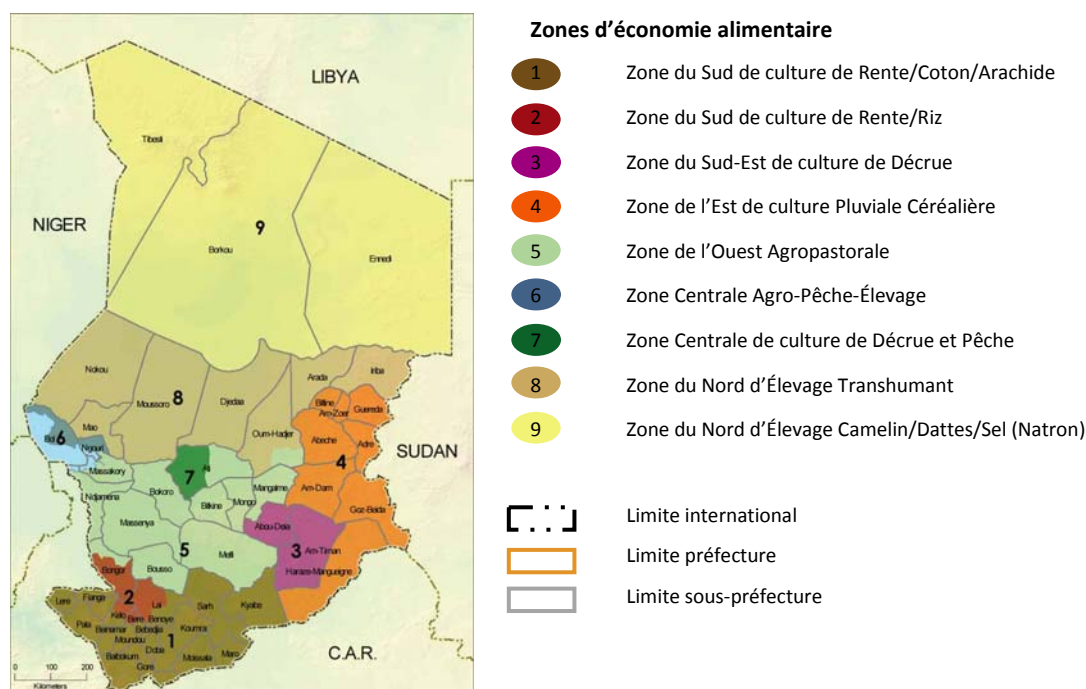 Zones d'économie alimentaire
1 Zone du Sud de culture de Rente/Coton/Arachide
2 Zone du Sud de culture de Rente/Riz
3 Zone du Sud-Est de culture de Décrue
4 Zone de l'Est de culture Pluviale Céréalière
5 Zone de l'Ouest Agropastorale
6 Zone Centrale Agro-Pêche-Élevage
7 Zone Centrale de culture de Décrue et Pêche
8 Zone du Nord d'Élevage Transhumant
9 Zone du Nord d'Élevage Camelin/Dattes/Sel (Natron)
Limite international
Limite préfecture
Limite sous-préfecture
LIBYA
Tibesti
NIGER
9
Borkou
Ennedi
Nokou
8
Moussoro
Djedaa
Arada
Iriba
Biltine
Am-Zoer
Guereda
Mao
Oum-Hadjer
Abeche
Adre
SUDAN
6
Bol
Ngouri
4
Massakory
7
Ati
Ndjamena
Bokoro
Mangalme
Am-Dam
Bitkine
Mongo
Goz-Beida
Massenya
Abou-Deia
5
Melfi
3
Am-Timan
Bongor
Bousso
Haraze-Mangueigne
2
Lere
Fianga
Lai
Sarh
Kyabe
Pala
Kelo
Bere
Benoye
Beinamar
Bebedjia
Koumra
Moundou
1
Doba
Baibokum
Gore
Moissala
Maro
C.A.R.
0 100 200
Kilometers